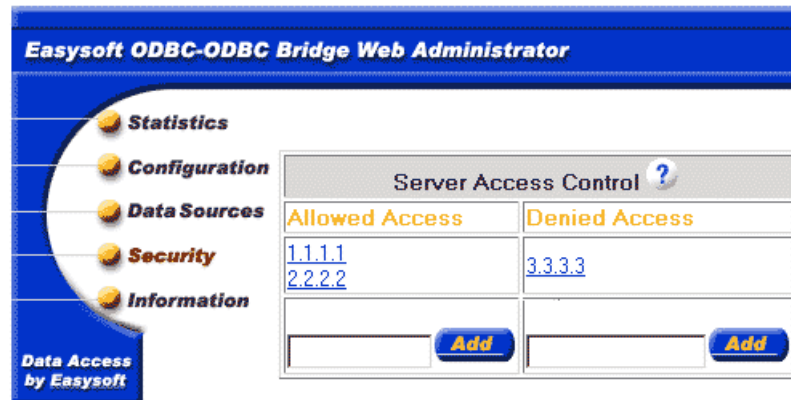 Easysoft ODBC-ODBC Bridge Web Administrator
Statistics
Configuration
Data Sources
Security
Information
Data Access
by Easysoft
Server Access Control ?
Allowed Access Denied Access
1.1.1.1
2.2.2.2
3.3.3.3
Add Add